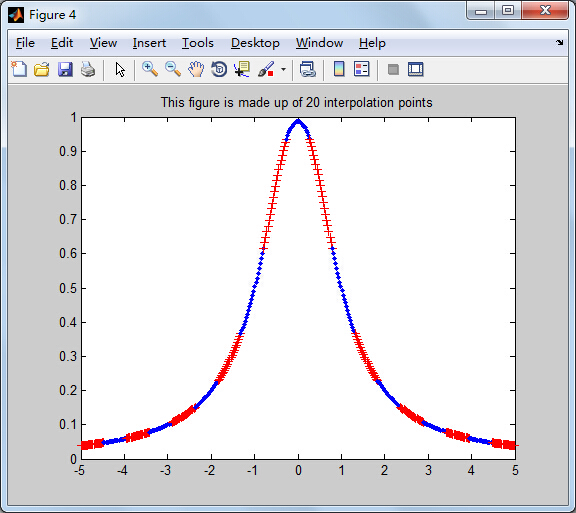 Figure 4
File Edit View Insert Tools Desktop Window Help
This figure is made up of 20 interpolation points
1
0.9
0.8
0.7
0.6
0.5
0.4
0.3
0.2
0.1
0
-5 -4 -3 -2 -1 0 1 2 3 4 5